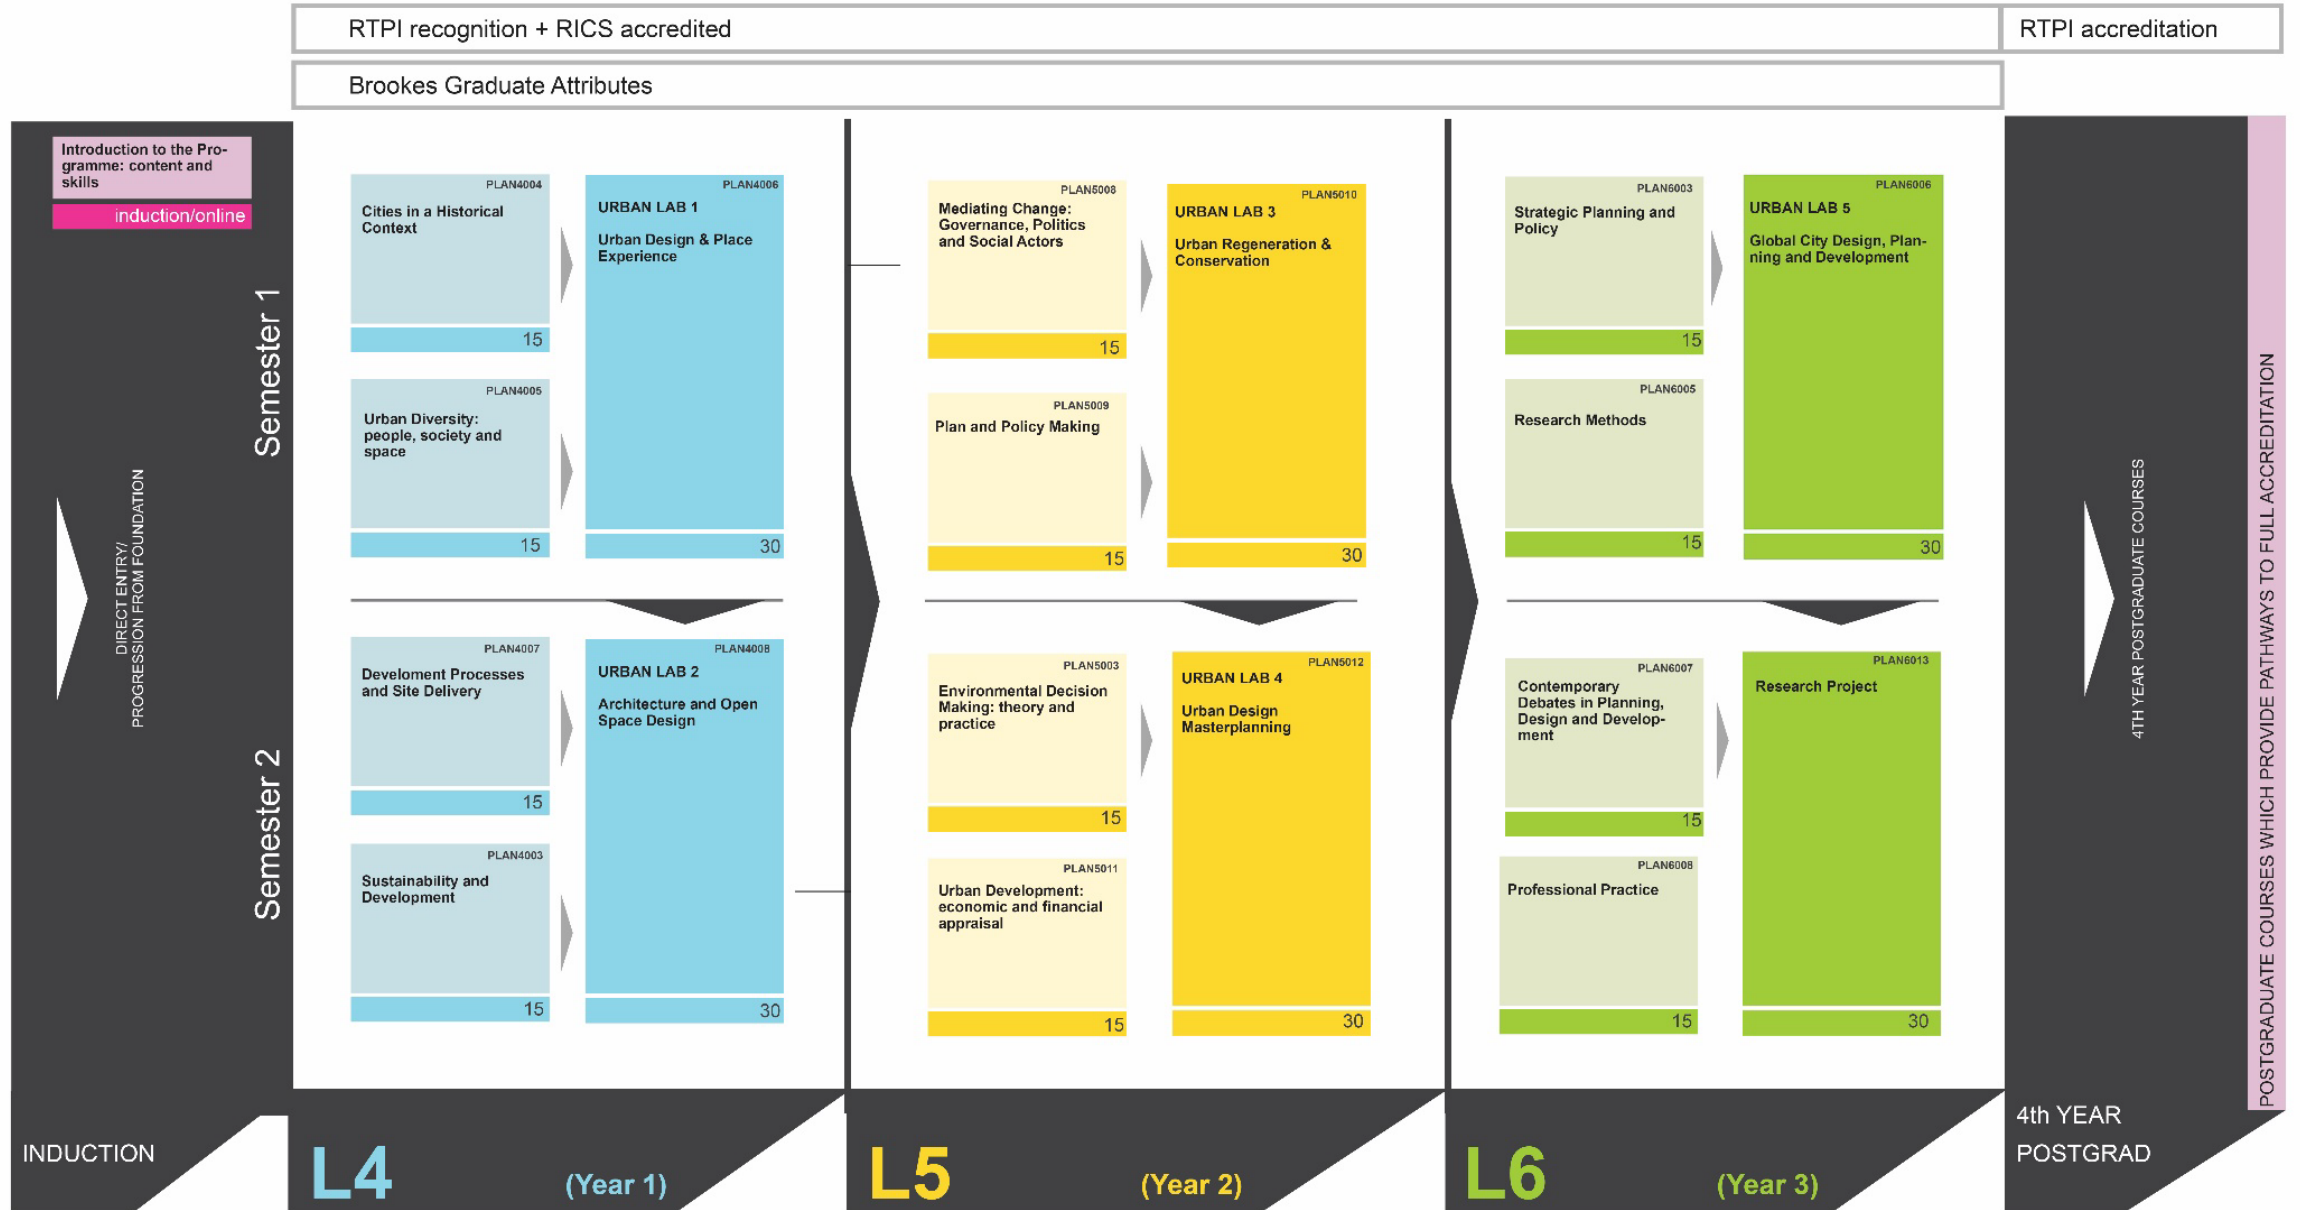 RTPI recognition + RICS accredited
RTPI accreditation
Brookes Graduate Attributes
Introduction to the Pro-
gramme: content and
skills
induction/online
Semester 1
Semester 2
DIRECT ENTRY/
PROGRESSION FROM FOUNDATION
INDUCTION
PLAN4004
Cities in a Historical
Context
15
PLAN4005
Urban Diversity:
people, society and
space
15
PLAN4006
URBAN LAB 1
Urban Design & Place
Experience
30
PLAN4007
Develoment Processes
and Site Delivery
15
PLAN4003
Sustainability and
Development
15
PLAN4008
URBAN LAB 2
Architecture and Open
Space Design
30
L4
(Year 1)
PLAN5008
Mediating Change:
Governance, Politics
and Social Actors
15
PLAN5009
Plan and Policy Making
15
PLAN5010
URBAN LAB 3
Urban Regeneration &
Conservation
30
PLAN5003
Environmental Decision
Making: theory and
practice
15
PLAN5011
Urban Development:
economic and financial
appraisal
15
PLAN5012
URBAN LAB 4
Urban Design
Masterplanning
30
L5
(Year 2)
PLAN6003
Strategic Planning and
Policy
15
PLAN6005
Research Methods
15
PLAN6006
URBAN LAB 5
Global City Design, Plan-
ning and Development
30
PLAN6007
Contemporary
Debates in Planning,
Design and Develop-
ment
15
PLAN6008
Professional Practice
15
PLAN6013
Research Project
30
L6
(Year 3)
4TH YEAR POSTGRADUATE COURSES
POSTGRADUATE COURSES WHICH PROVIDE PATHWAYS TO FULL ACCREDITATION
4th YEAR
POSTGRAD